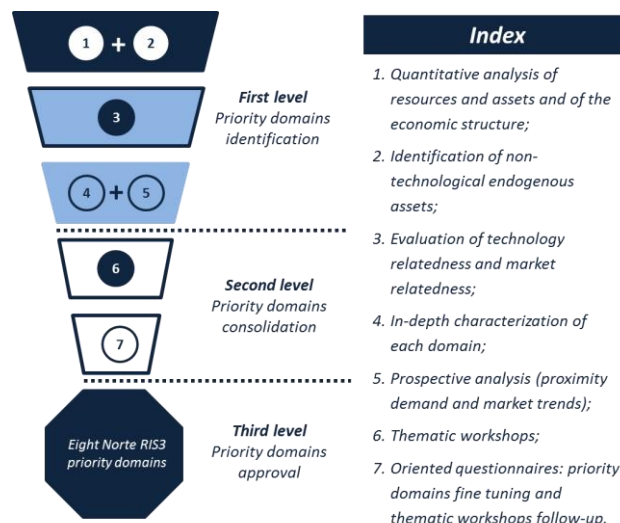 1 + 2
3
4 + 5
6
7
Eight Norte RIS3
priority domains
First level
Priority domains
identification
Second level
Priority domains
consolidation
Third level
Priority domains
approval
Index
1. Quantitative analysis of
resources and assets and of the
economic structure;
2. Identification of non-
technological endogenous
assets;
3. Evaluation of technology
relatedness and market
relatedness;
4. In-depth characterization of
each domain;
5. Prospective analysis (proximity
demand and market trends);
6. Thematic workshops;
7. Oriented questionnaires: priority
domains fine tuning and
thematic workshops follow-up.